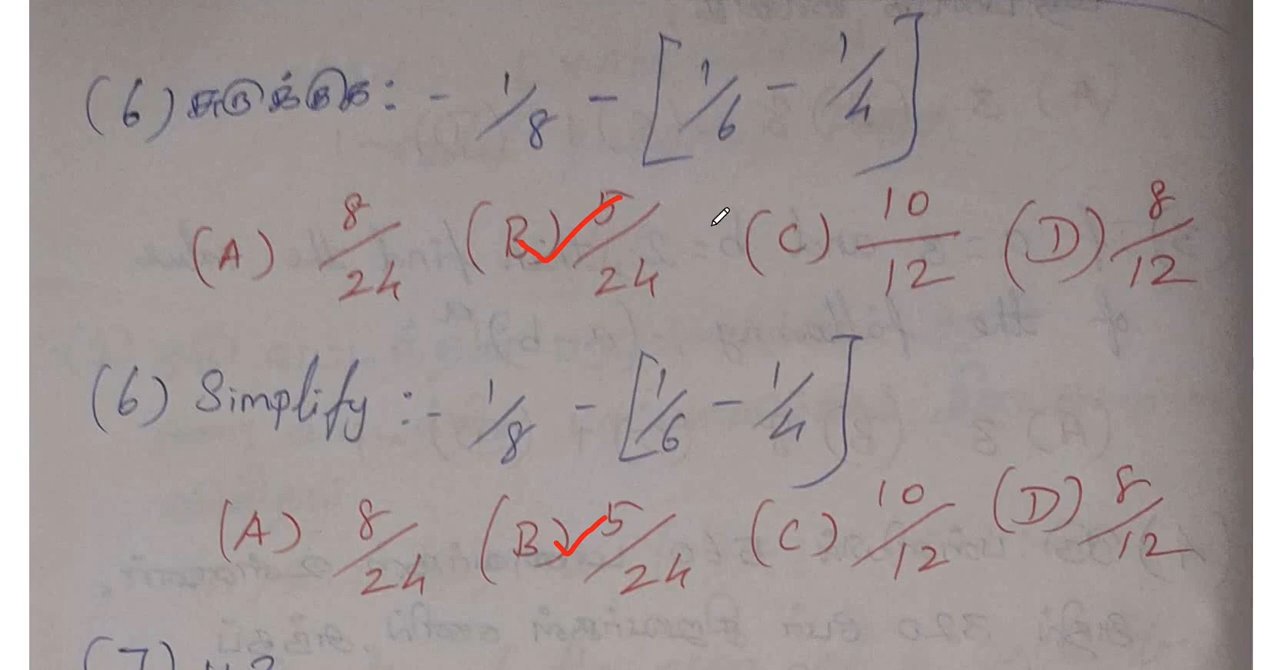 (6) சுருக்குக: - 1/8 - [1/6 - 1/4]
(A) 8/24 (B) 5/24 (C) 10/12 (D) 8/12
(6) Simplify: - 1/8 - [1/6 - 1/4]
(A) 8/24 (B) 5/24 (C) 10/12 (D) 8/12
(7)